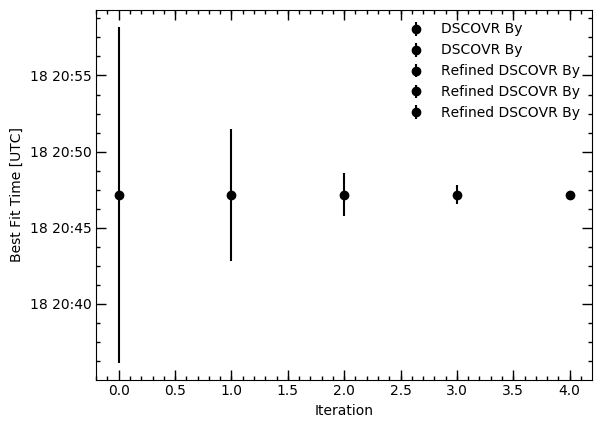 DSCOVR By
DSCOVR By
Refined DSCOVR By
Refined DSCOVR By
Refined DSCOVR By
18 20:55
18 20:50
18 20:45
18 20:40
Best Fit Time [UTC]
0.0 0.5 1.0 1.5 2.0 2.5 3.0 3.5 4.0
Iteration